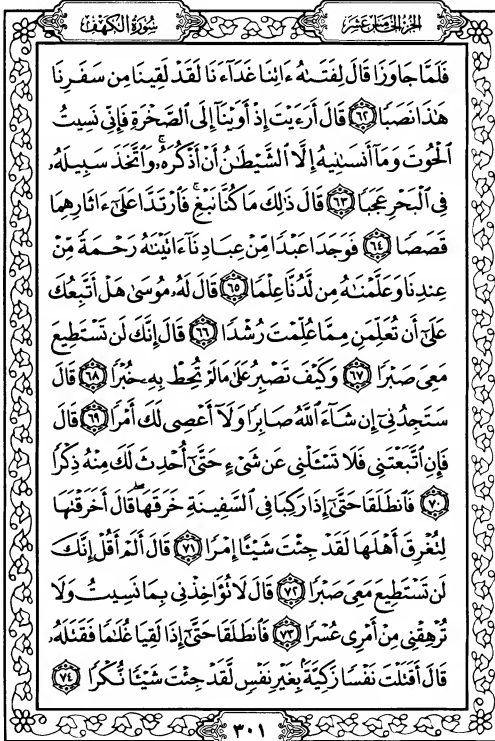 الجزء الخامس عشر
سورة الكهف
فَلَمَّا جَاوَزَا قَالَ لِفَتَىٰهُ ءَاتِنَا غَدَآءَنَا لَقَدْ لَقِينَا مِن سَفَرِنَا
هَٰذَا نَصَبًا ٦٢ قَالَ أَرَءَيْتَ إِذْ أَوَيْنَآ إِلَى ٱلصَّخْرَةِ فَإِنِّى نَسِيتُ
ٱلْحُوتَ وَمَآ أَنسَىٰنِيهُ إِلَّا ٱلشَّيْطَٰنُ أَنْ أَذْكُرَهُۥۚ وَٱتَّخَذَ سَبِيلَهُۥ
فِى ٱلْبَحْرِ عَجَبًا ٦٣ قَالَ ذَٰلِكَ مَا كُنَّا نَبْغِۚ فَٱرْتَدَّا عَلَىٰٓ ءَاثَارِهِمَا
قَصَصًا ٦٤ فَوَجَدَا عَبْدًا مِّنْ عِبَادِنَآ ءَاتَيْنَٰهُ رَحْمَةً مِّنْ
عِندِنَا وَعَلَّمْنَٰهُ مِن لَّدُنَّا عِلْمًا ٦٥ قَالَ لَهُۥ مُوسَىٰ هَلْ أَتَّبِعُكَ
عَلَىٰٓ أَن تُعَلِّمَنِ مِمَّا عُلِّمْتَ رُشْدًا ٦٦ قَالَ إِنَّكَ لَن تَسْتَطِيعَ
مَعِىَ صَبْرًا ٦٧ وَكَيْفَ تَصْبِرُ عَلَىٰ مَا لَمْ تُحِطْ بِهِۦ خُبْرًا ٦٨ قَالَ
سَتَجِدُنِىٓ إِن شَآءَ ٱللَّهُ صَابِرًا وَلَآ أَعْصِى لَكَ أَمْرًا ٦٩ قَالَ
فَإِنِ ٱتَّبَعْتَنِى فَلَا تَسْـَٔلْنِى عَن شَىْءٍ حَتَّىٰٓ أُحْدِثَ لَكَ مِنْهُ ذِكْرًا
٧٠ فَٱنطَلَقَا حَتَّىٰٓ إِذَا رَكِبَا فِى ٱلسَّفِينَةِ خَرَقَهَاۖ قَالَ أَخَرَقْتَهَا
لِتُغْرِقَ أَهْلَهَا لَقَدْ جِئْتَ شَيْـًٔا إِمْرًا ٧١ قَالَ أَلَمْ أَقُلْ إِنَّكَ
لَن تَسْتَطِيعَ مَعِىَ صَبْرًا ٧٢ قَالَ لَا تُؤَاخِذْنِى بِمَا نَسِيتُ وَلَا
تُرْهِقْنِى مِنْ أَمْرِى عُسْرًا ٧٣ فَٱنطَلَقَا حَتَّىٰٓ إِذَا لَقِيَا غُلَٰمًا فَقَتَلَهُۥ
قَالَ أَقَتَلْتَ نَفْسًا زَكِيَّةًۢ بِغَيْرِ نَفْسٍ لَّقَدْ جِئْتَ شَيْـًٔا نُّكْرًا ٧٤
٣٠١